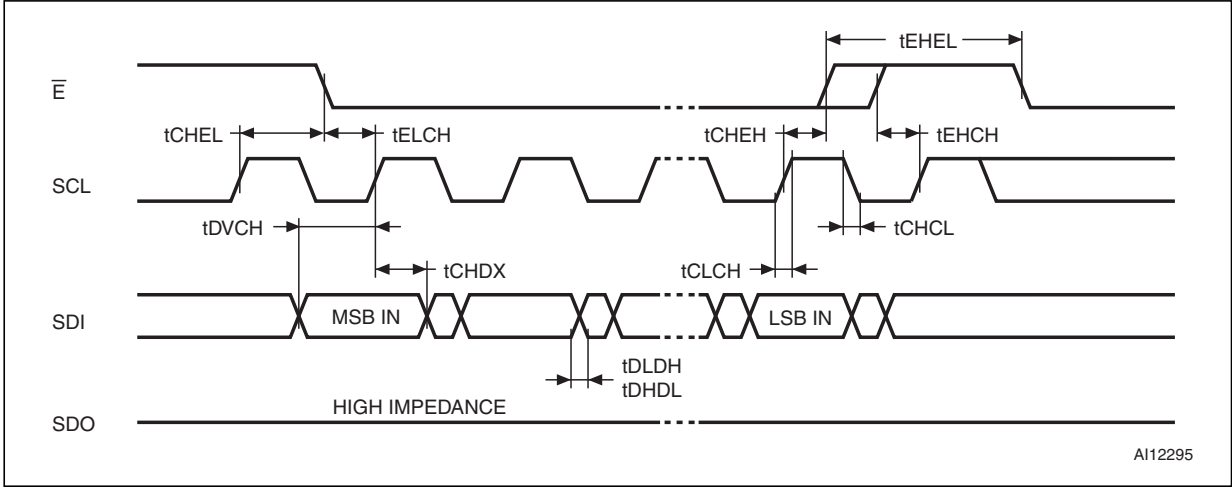 tEHEL
E̅
tCHEL
tELCH
tCHEH
tEHCH
SCL
tDVCH
tCHCL
tCHDX
tCLCH
SDI
MSB IN
LSB IN
tDLDH
tDHDL
HIGH IMPEDANCE
SDO
AI12295